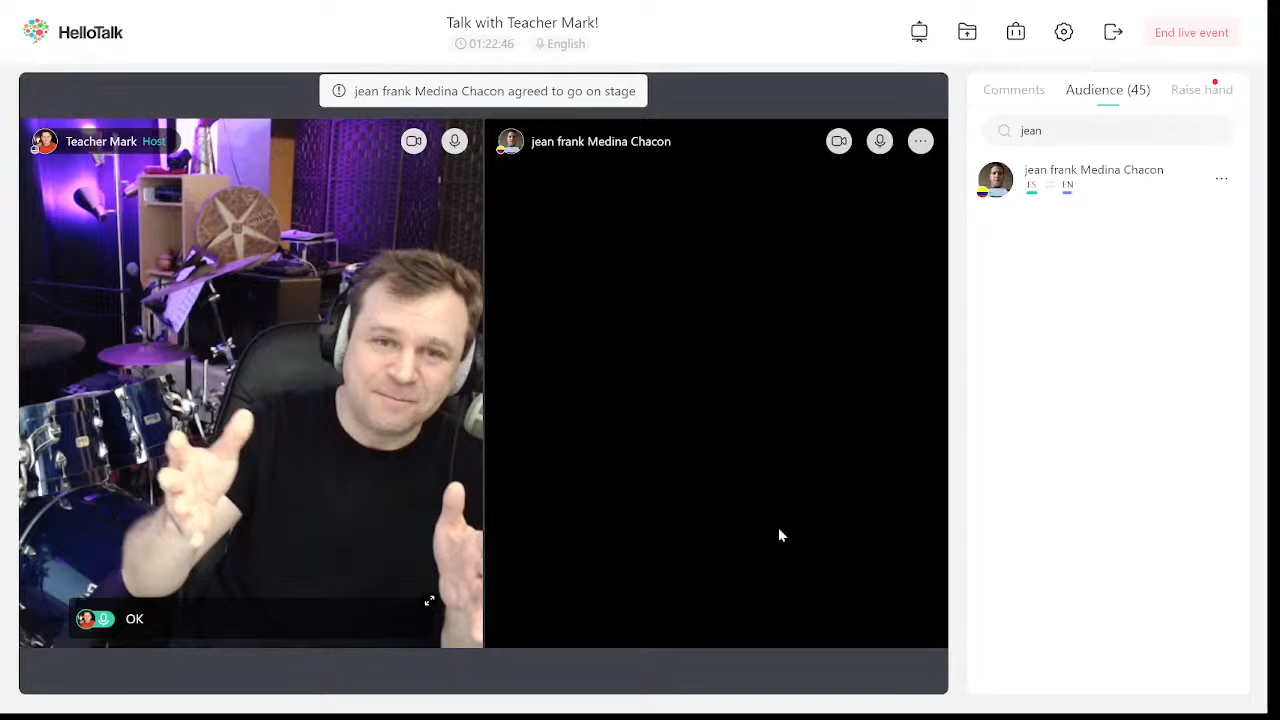 HelloTalk
Talk with Teacher Mark!
01:22:46
English
End live event
jean frank Medina Chacon agreed to go on stage
Teacher Mark Host
jean frank Medina Chacon
OK
Comments
Audience (45)
Raise hand
jean
jean frank Medina Chacon
ES
EN